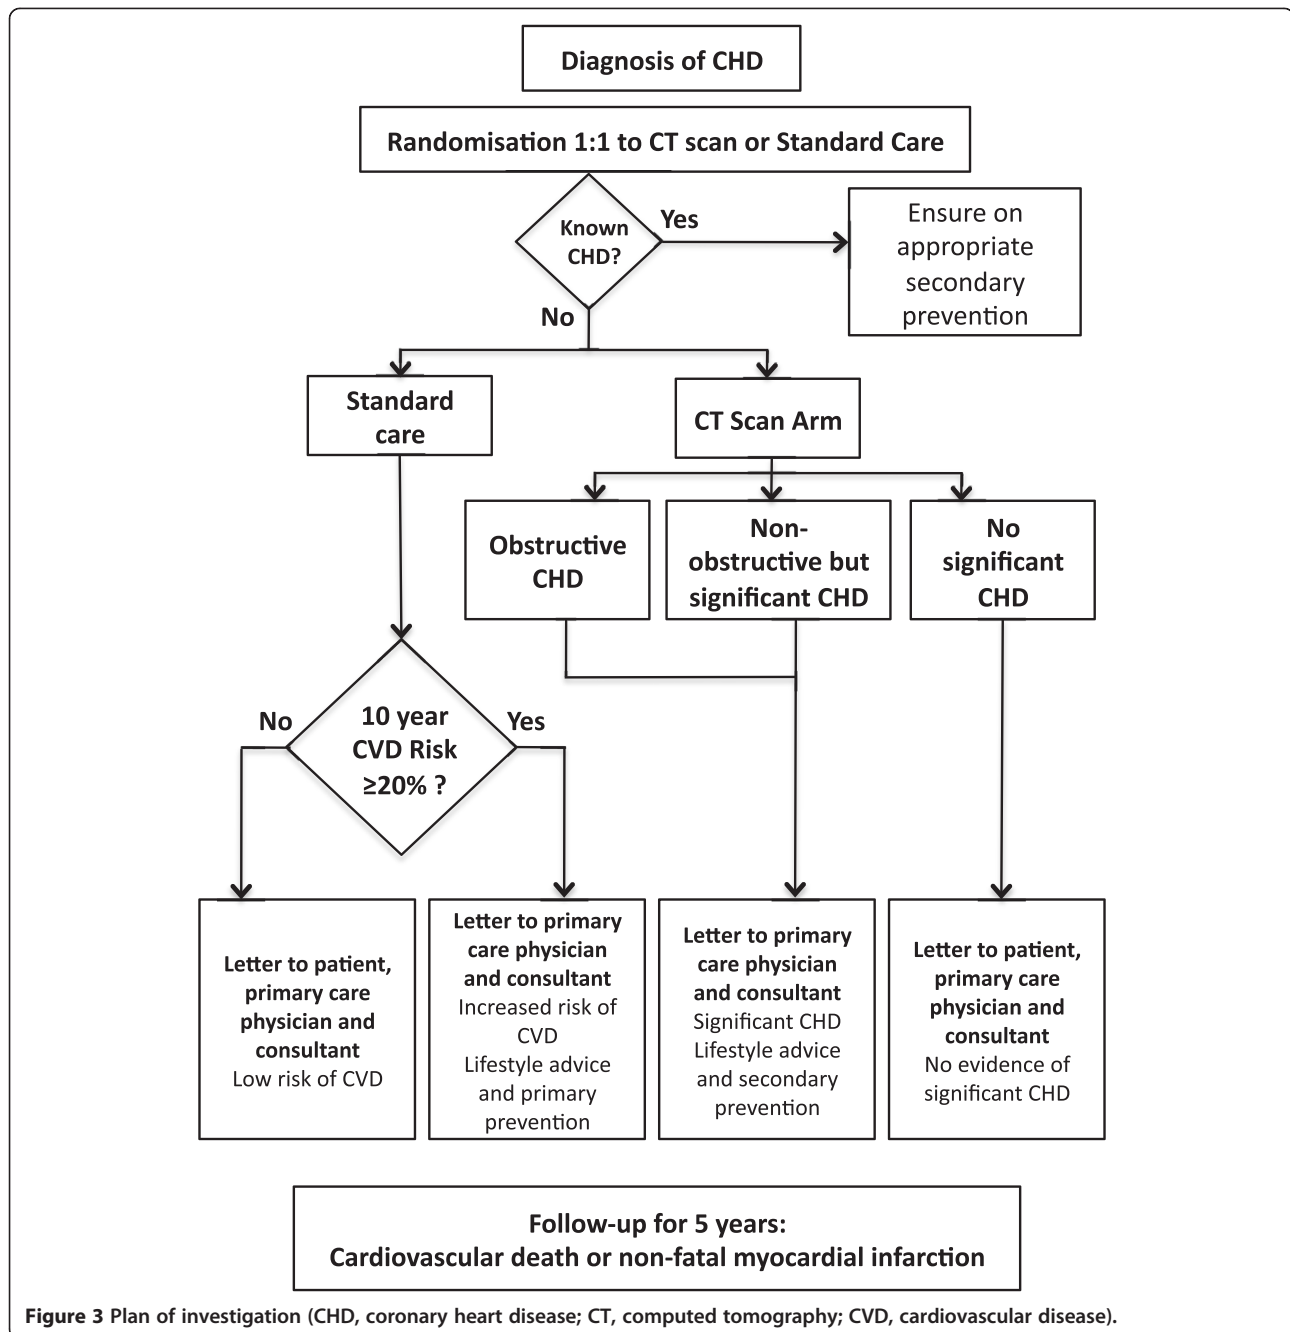 Diagnosis of CHD
Randomisation 1:1 to CT scan or Standard Care
Known
CHD?
Yes
No
Ensure on
appropriate
secondary
prevention
Standard
care
CT Scan Arm
Obstructive
CHD
Non-
obstructive but
significant CHD
No
significant
CHD
10 year
CVD Risk
≥20% ?
No
Yes
Letter to patient,
primary care
physician and
consultant
Low risk of CVD
Letter to primary
care physician
and consultant
Increased risk of
CVD
Lifestyle advice
and primary
prevention
Letter to primary
care physician
and consultant
Significant CHD
Lifestyle advice
and secondary
prevention
Letter to patient,
primary care
physician and
consultant
No evidence of
significant CHD
Follow-up for 5 years:
Cardiovascular death or non-fatal myocardial infarction
Figure 3 Plan of investigation (CHD, coronary heart disease; CT, computed tomography; CVD, cardiovascular disease).